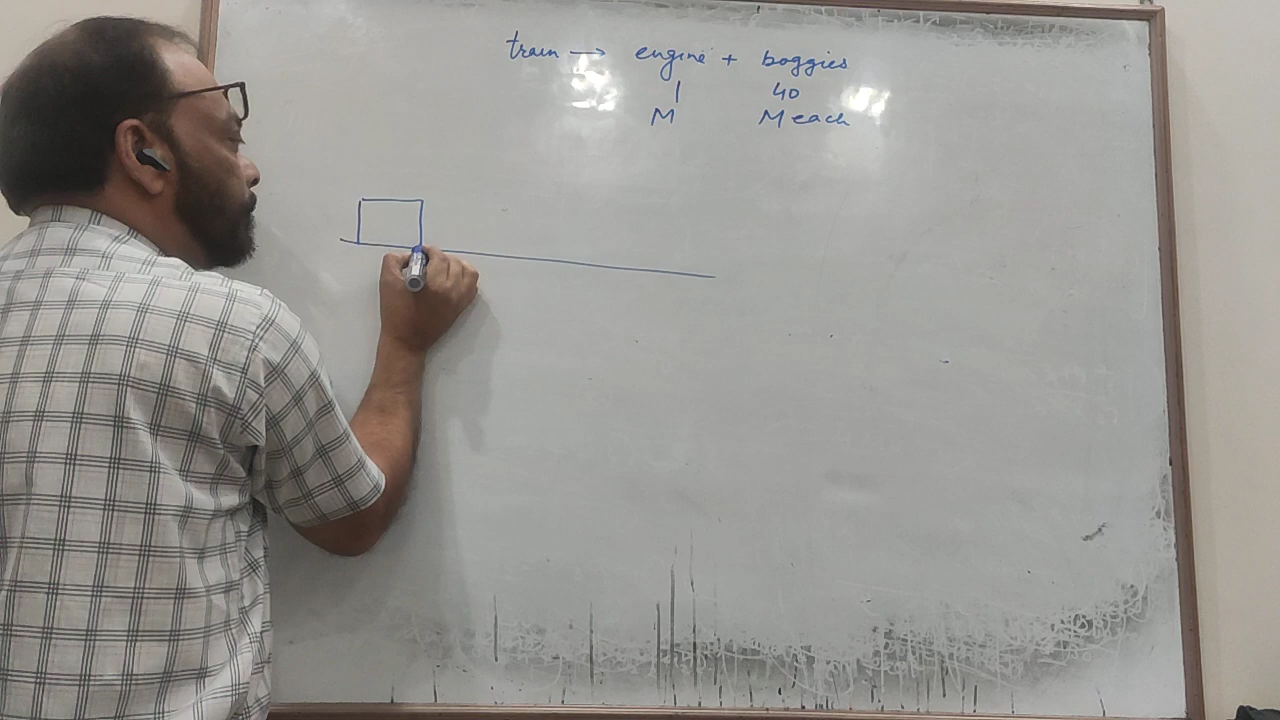 train → engine + boggies
1 40
M M each